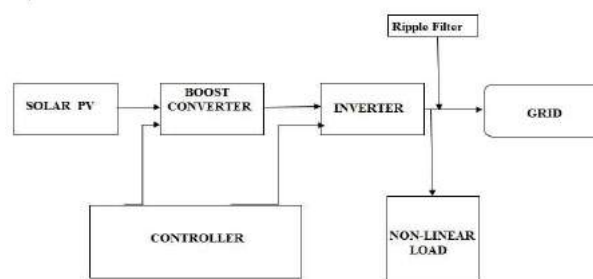 Ripple Filter
SOLAR PV
BOOST
CONVERTER
INVERTER
GRID
CONTROLLER
NON-LINEAR
LOAD